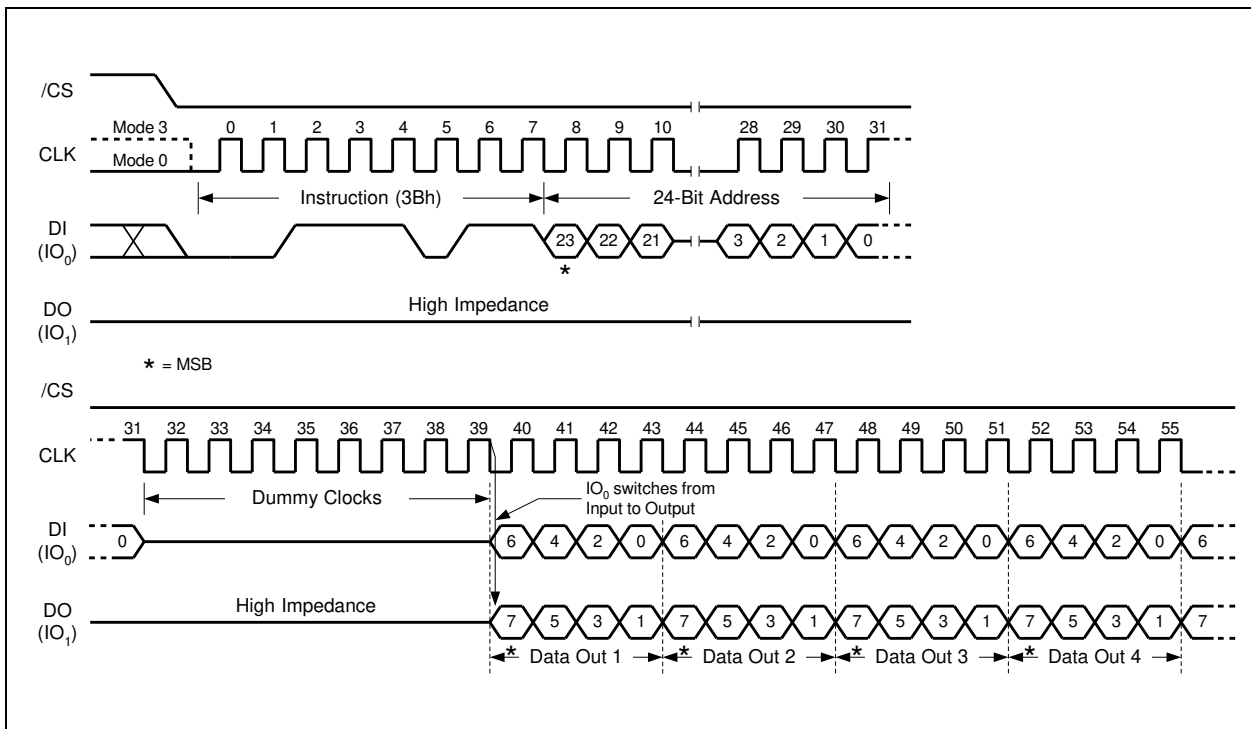 /CS
Mode 3 0 1 2 3 4 5 6 7 8 9 10 28 29 30 31
CLK Mode 0
Instruction (3Bh) 24-Bit Address
DI
(IO₀) 23 22 21 3 2 1 0
*
High Impedance
DO
(IO₁)
* = MSB
/CS
31 32 33 34 35 36 37 38 39 40 41 42 43 44 45 46 47 48 49 50 51 52 53 54 55
CLK
Dummy Clocks
IO₀ switches from
Input to Output
DI
(IO₀) 0 6 4 2 0 6 4 2 0 6 4 2 0 6 4 2 0 6
DO
(IO₁) High Impedance 7 5 3 1 7 5 3 1 7 5 3 1 7 5 3 1 7
* Data Out 1 * Data Out 2 * Data Out 3 * Data Out 4